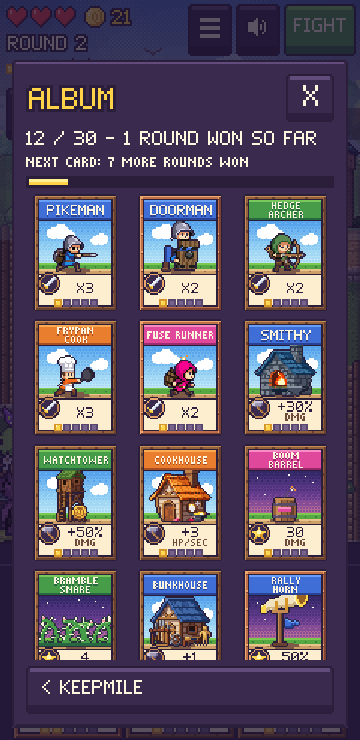 21
FIGHT
ROUND 2
ALBUM
X
12 / 30 - 1 ROUND WON SO FAR
NEXT CARD: 7 MORE ROUNDS WON
PIKEMAN
DOORMAN
HEDGE
ARCHER
X3
X2
X2
FRYPAN
COOK
FUSE RUNNER
SMITHY
X3
X2
+30%
DMG
WATCHTOWER
COOKHOUSE
BOOM
BARREL
+50%
DMG
+3
HP/SEC
30
DMG
BRAMBLE
SNARE
BUNKHOUSE
RALLY
HORN
4
+1
50%
< KEEPMILE